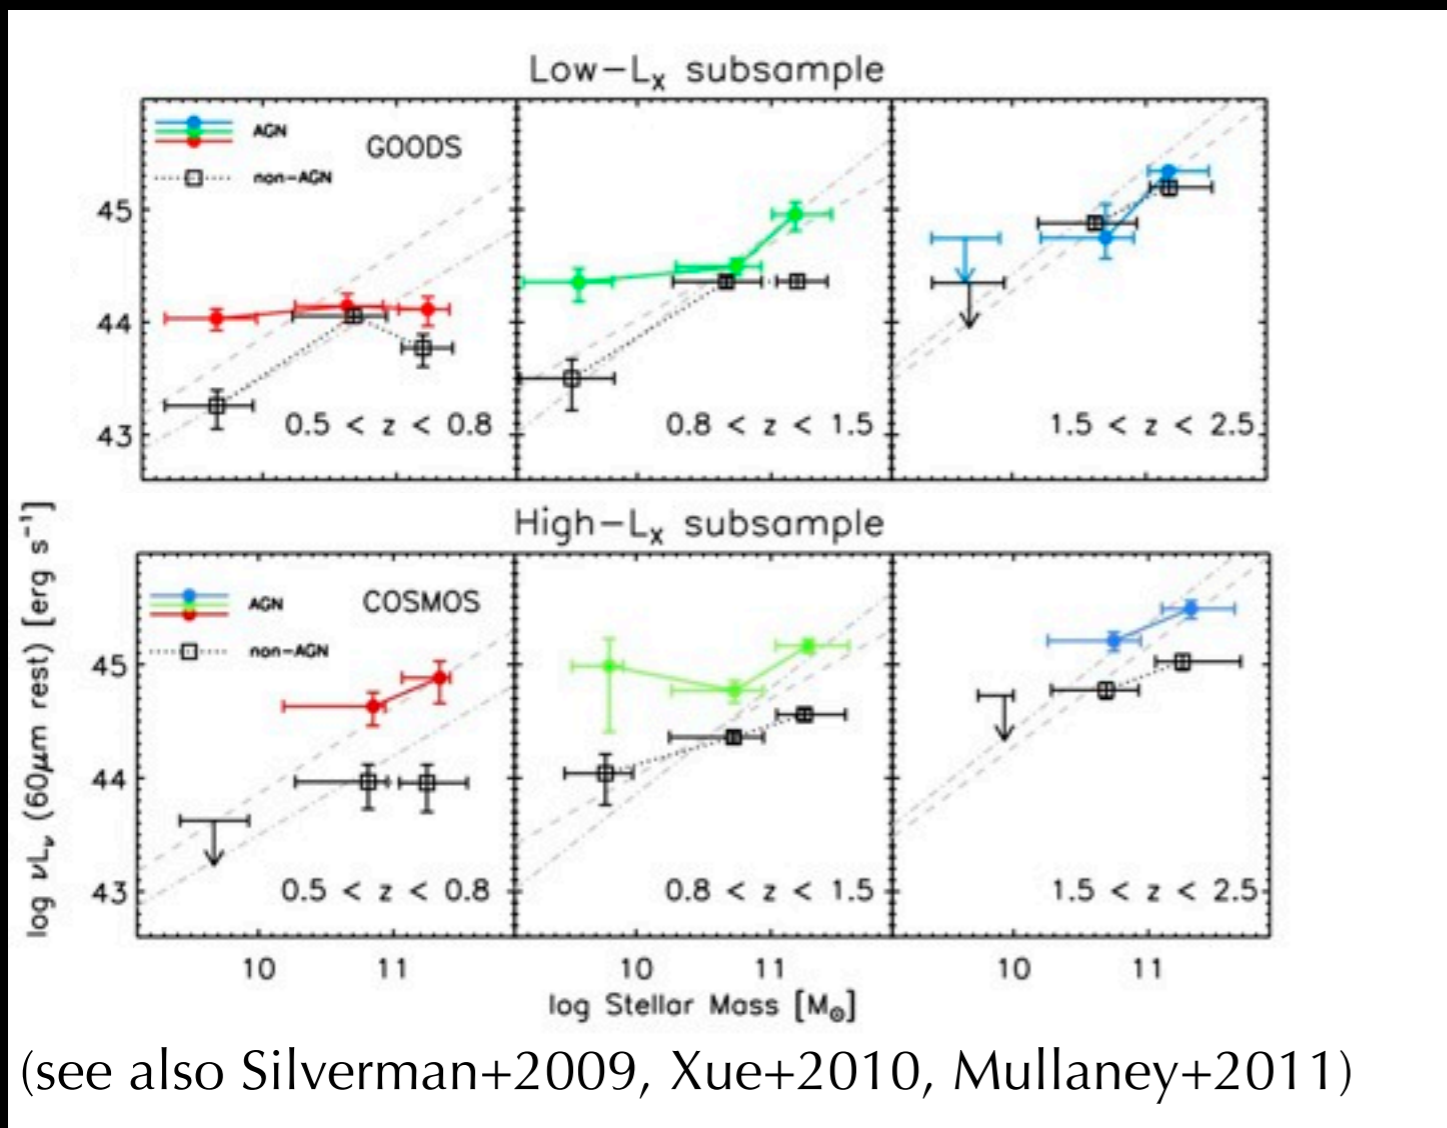 Low-Lx subsample
AGN
GOODS
non-AGN
45
44
43
0.5 < z < 0.8
0.8 < z < 1.5
1.5 < z < 2.5
High-Lx subsample
AGN
COSMOS
non-AGN
45
44
43
0.5 < z < 0.8
0.8 < z < 1.5
1.5 < z < 2.5
log νLν (60μm rest) [erg s⁻¹]
10 11 10 11 10 11
log Stellar Mass [M⊙]
(see also Silverman+2009, Xue+2010, Mullaney+2011)